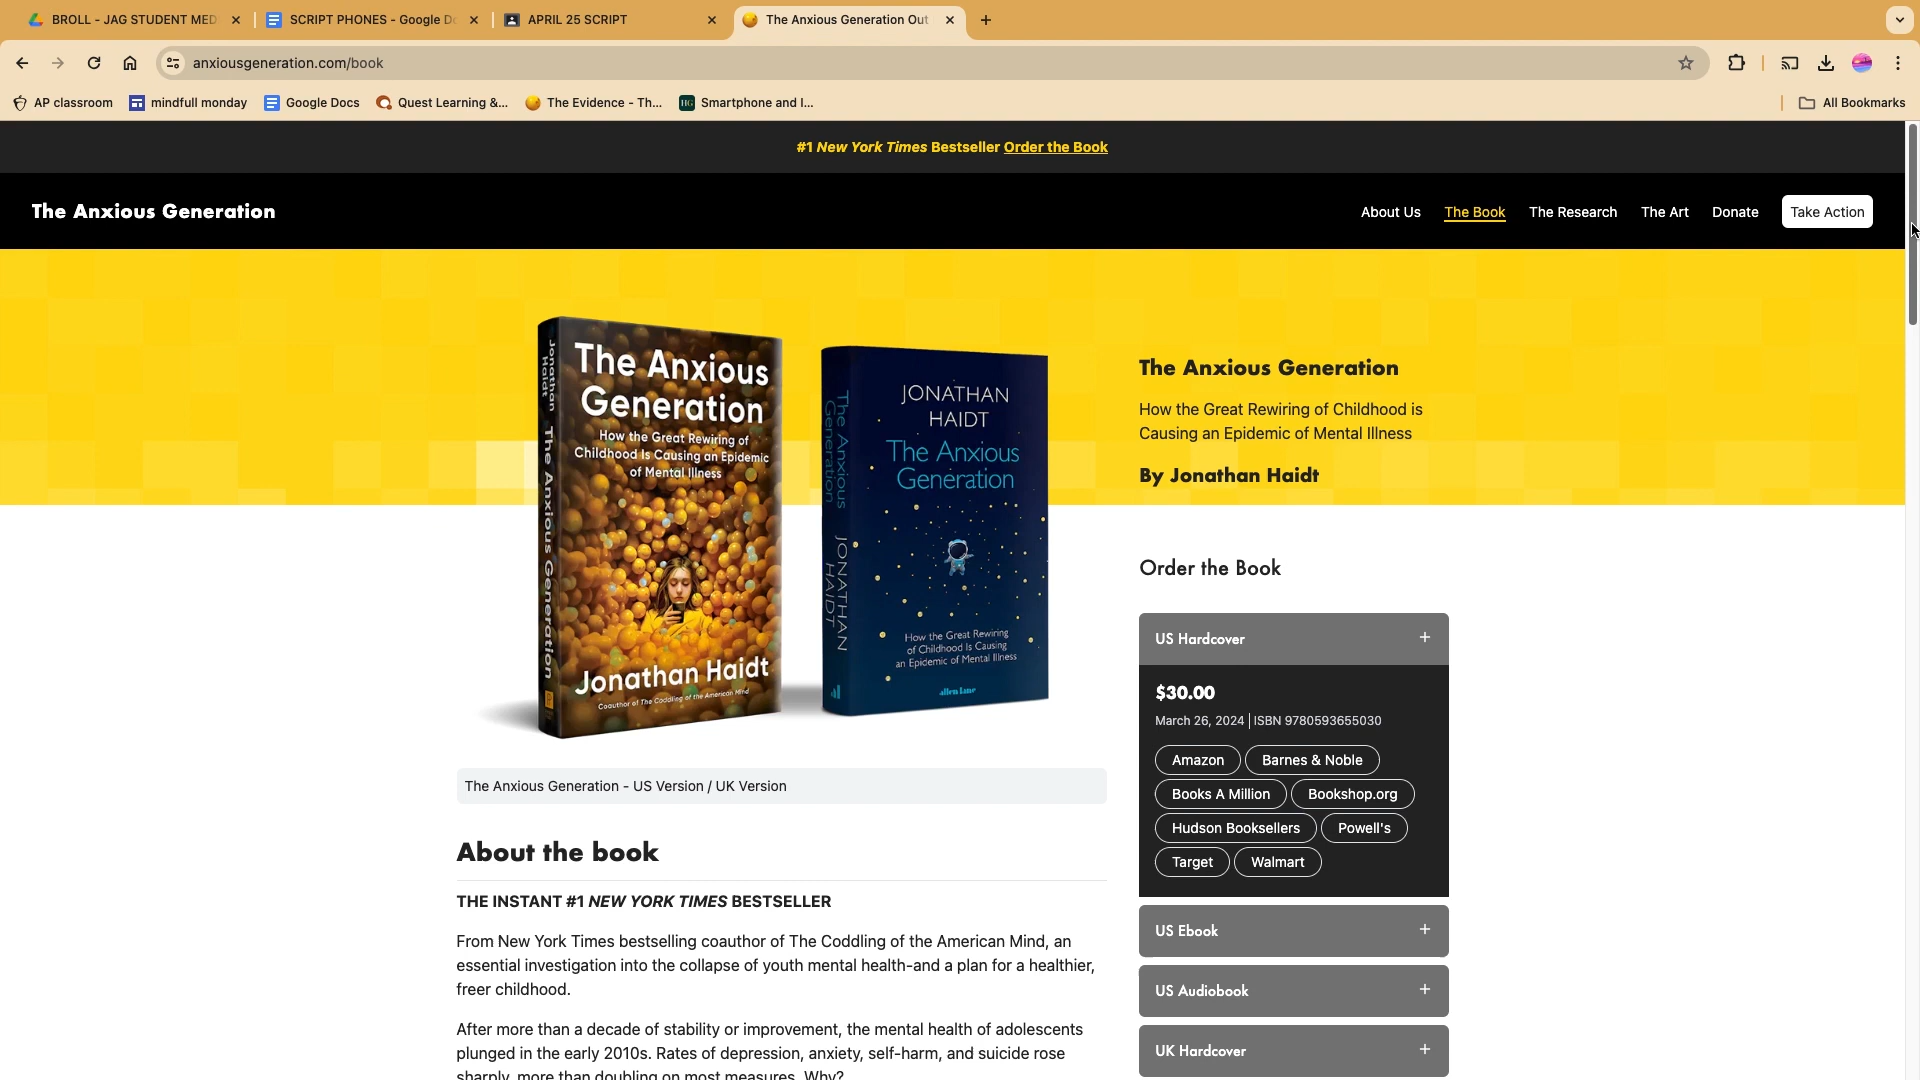 BROLL - JAG STUDENT MED
SCRIPT PHONES - Google D
APRIL 25 SCRIPT
The Anxious Generation Out
anxiousgeneration.com/book
AP classroom
mindfull monday
Google Docs
Quest Learning &...
The Evidence - Th...
HG
Smartphone and I...
All Bookmarks
#1 New York Times Bestseller Order the Book
The Anxious Generation
About Us
The Book
The Research
The Art
Donate
Take Action
Jonathan Haidt
The Anxious Generation
The Anxious
Generation
How the Great Rewiring of
Childhood Is Causing an Epidemic
of Mental Illness
Jonathan Haidt
Coauthor of The Coddling of the American Mind
The Anxious Generation
JONATHAN HAIDT
JONATHAN
HAIDT
The Anxious
Generation
How the Great Rewiring
of Childhood Is Causing
an Epidemic of Mental Illness
allen lane
The Anxious Generation
How the Great Rewiring of Childhood is
Causing an Epidemic of Mental Illness
By Jonathan Haidt
The Anxious Generation - US Version / UK Version
About the book
THE INSTANT #1 NEW YORK TIMES BESTSELLER
From New York Times bestselling coauthor of The Coddling of the American Mind, an
essential investigation into the collapse of youth mental health-and a plan for a healthier,
freer childhood.
After more than a decade of stability or improvement, the mental health of adolescents
plunged in the early 2010s. Rates of depression, anxiety, self-harm, and suicide rose
sharply, more than doubling on most measures. Why?
Order the Book
US Hardcover
+
$30.00
March 26, 2024 | ISBN 9780593655030
Amazon
Barnes & Noble
Books A Million
Bookshop.org
Hudson Booksellers
Powell's
Target
Walmart
US Ebook
+
US Audiobook
+
UK Hardcover
+